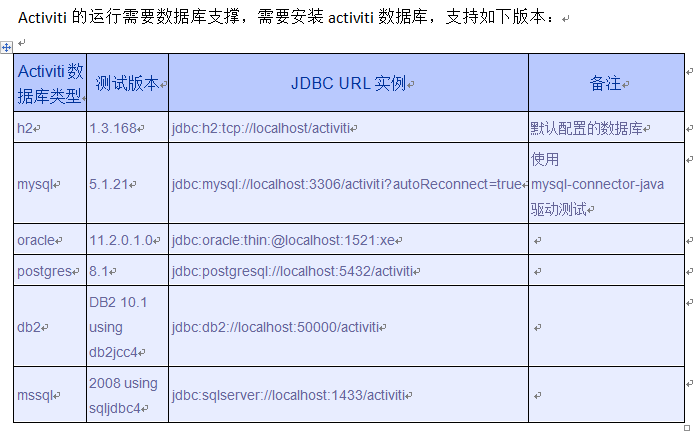 Activiti 的运行需要数据库支撑，需要安装 activiti 数据库，支持如下版本：
Activiti 数据库类型 测试版本 JDBC URL 实例 备注
h2 1.3.168 jdbc:h2:tcp://localhost/activiti 默认配置的数据库
mysql 5.1.21 jdbc:mysql://localhost:3306/activiti?autoReconnect=true 使用 mysql-connector-java 驱动测试
oracle 11.2.0.1.0 jdbc:oracle:thin:@localhost:1521:xe
postgres 8.1 jdbc:postgresql://localhost:5432/activiti
db2 DB2 10.1 using db2jcc4 jdbc:db2://localhost:50000/activiti
mssql 2008 using sqljdbc4 jdbc:sqlserver://localhost:1433/activiti